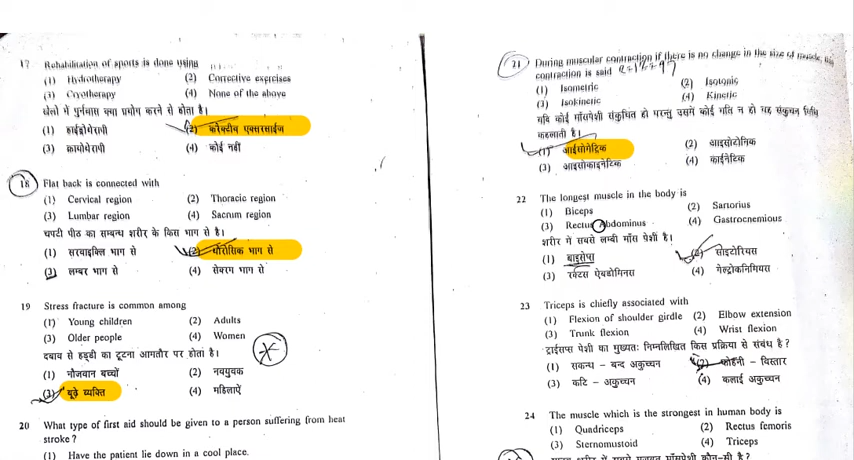 17 Rehabilitation of sports is done using
(1) Hydrotherapy (2) Corrective exercises
(3) Cryotherapy (4) None of the above
खेलों में पुर्नवास क्या प्रयोग करने से होता है।
(1) हाईड्रोथेरापी (2) करेक्टीव एक्सरसाईज
(3) क्रायोथेरापी (4) कोई नहीं
18 Flat back is connected with
(1) Cervical region (2) Thoracic region
(3) Lumbar region (4) Sacrum region
चपटी पीठ का सम्बन्ध शरीर के किस भाग से है।
(1) सरवाइक्लि भाग से (2) थोरोसिक भाग से
(3) लम्बर भाग से (4) सेक्रम भाग से
19 Stress fracture is common among
(1) Young children (2) Adults
(3) Older people (4) Women
दबाव से हड्डी का टूटना आमतौर पर होता है।
(1) नौजवान बच्चों (2) नवयुवक
(3) बूढ़े व्यक्ति (4) महिलाऐं
20 What type of first aid should be given to a person suffering from heat
stroke ?
(1) Have the patient lie down in a cool place.
21 During muscular contraction if there is no change in the size of muscle,
contraction is said
(1) Isometric (2) Isotonic
(3) Isokinetic (4) Kinetic
यदि कोई माँसपेशी संकुचित हो परन्तु उसमें कोई गति न हो यह संकुचन
कहलाती है।
(1) आईसोमेट्रिक (2) आइसोटोनिक
(3) आइसोकाइनेटिक (4) काईनेटिक
22 The longest muscle in the body is
(1) Biceps (2) Sartorius
(3) Rectus Abdominus (4) Gastrocnemious
शरीर में सबसे लम्बी माँस पेशी है।
(1) बाइसेप्स (2) साइटोरियस
(3) रेक्टस ऐबडोमिनस (4) गेस्ट्रोकनिमियस
23 Triceps is chiefly associated with
(1) Flexion of shoulder girdle (2) Elbow extension
(3) Trunk flexion (4) Wrist flexion
ट्राईसप्स पेशी का मुख्यतः निम्नलिखित किस प्रक्रिया से संबंध है ?
(1) सकन्ध – बन्द अकुच्चन (2) कोहनी – विस्तार
(3) कटि – अकुच्चन (4) कलाई अकुच्चन
24 The muscle which is the strongest in human body is
(1) Quadriceps (2) Rectus femoris
(3) Sternomustoid (4) Triceps